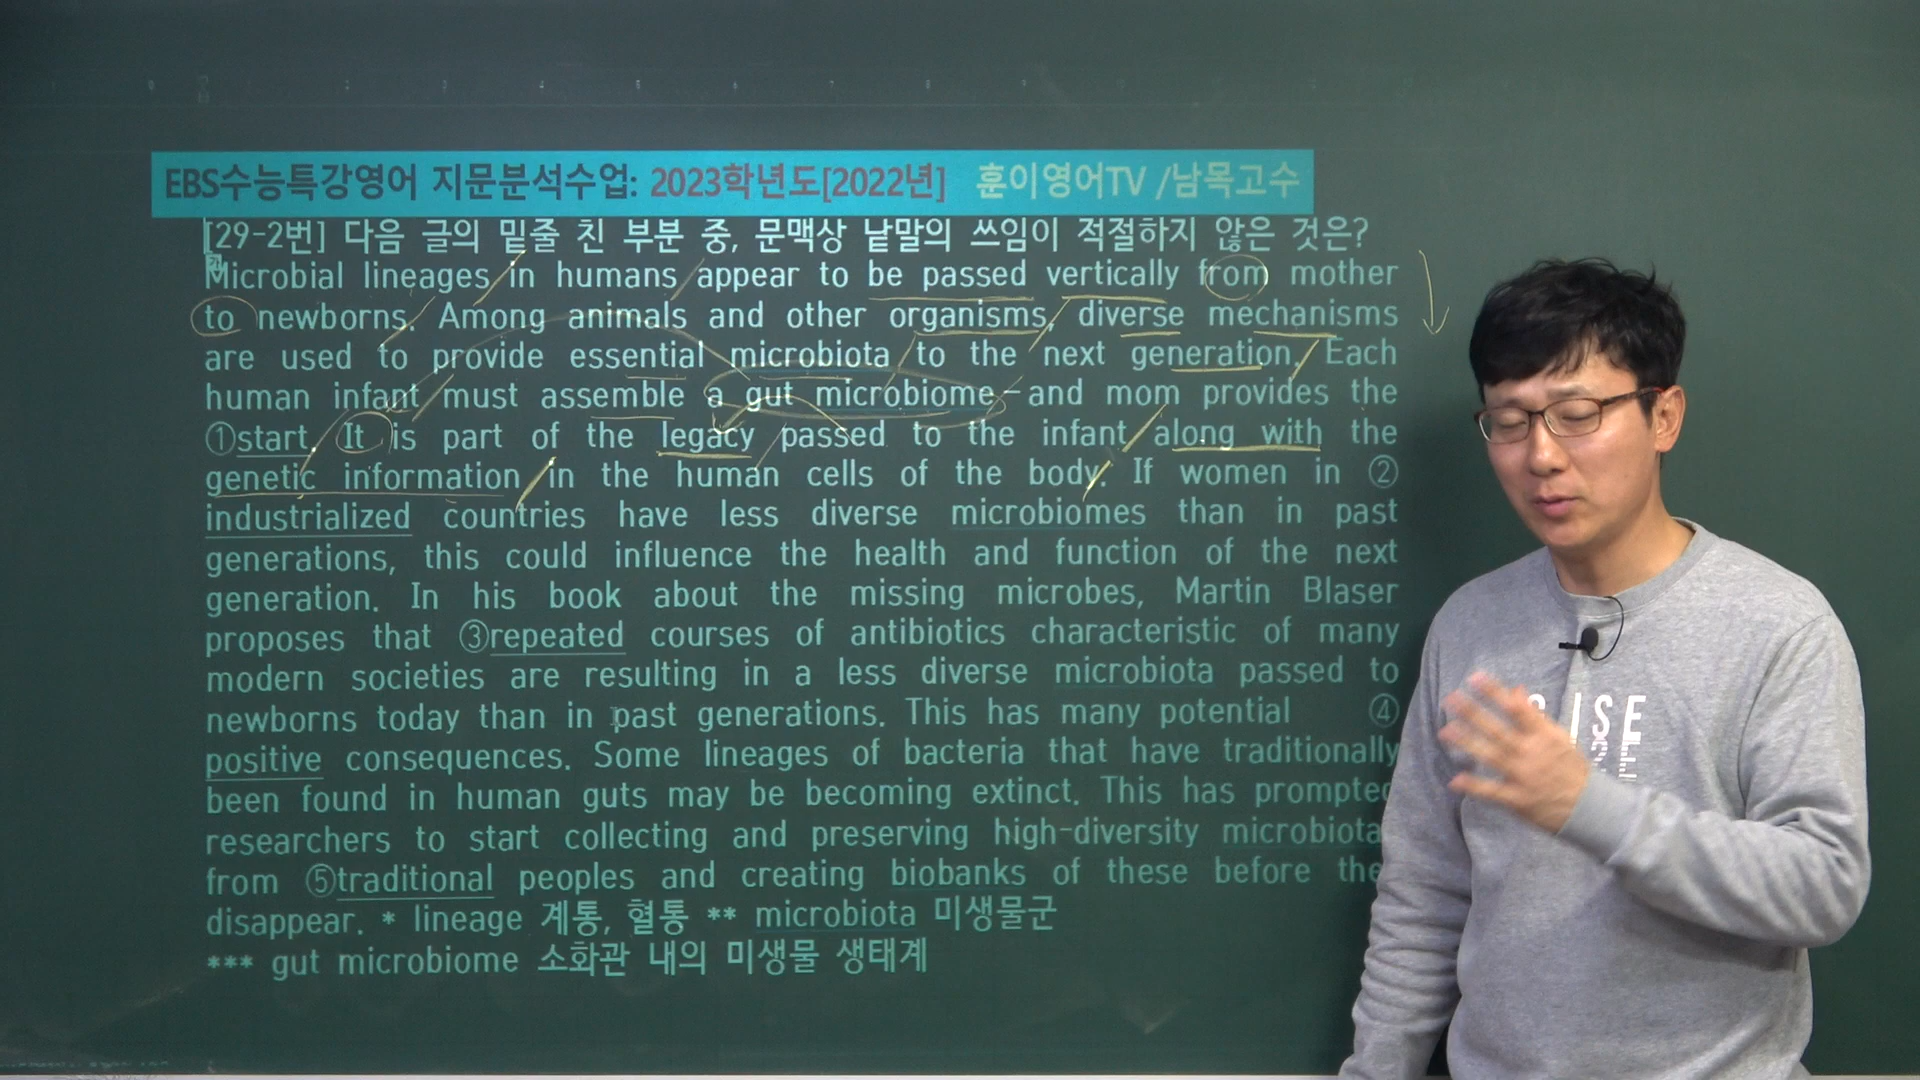 EBS수능특강영어 지문분석수업: 2023학년도[2022년] 훈이영어TV /남목고수
[29-2번] 다음 글의 밑줄 친 부분 중, 문맥상 낱말의 쓰임이 적절하지 않은 것은?
Microbial lineages in humans appear to be passed vertically from mother
to newborns. Among animals and other organisms, diverse mechanisms
are used to provide essential microbiota to the next generation. Each
human infant must assemble a gut microbiome-and mom provides the
①start. It is part of the legacy passed to the infant along with the
genetic information in the human cells of the body. If women in ②
industrialized countries have less diverse microbiomes than in past
generations, this could influence the health and function of the next
generation. In his book about the missing microbes, Martin Blaser
proposes that ③repeated courses of antibiotics characteristic of many
modern societies are resulting in a less diverse microbiota passed to
newborns today than in past generations. This has many potential ④
positive consequences. Some lineages of bacteria that have traditionally
been found in human guts may be becoming extinct. This has prompted
researchers to start collecting and preserving high-diversity microbiota
from ⑤traditional peoples and creating biobanks of these before the
disappear. * lineage 계통, 혈통 ** microbiota 미생물군
*** gut microbiome 소화관 내의 미생물 생태계